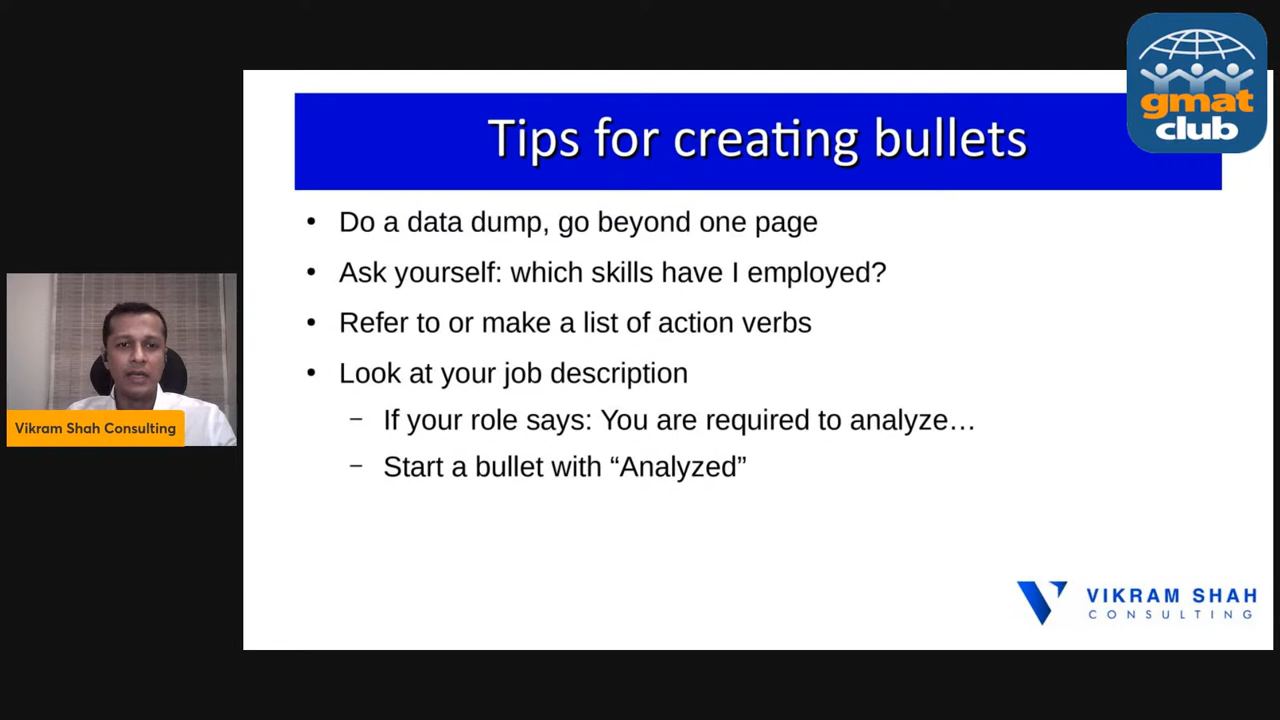 gmat
club
Tips for creating bullets
• Do a data dump, go beyond one page
• Ask yourself: which skills have I employed?
• Refer to or make a list of action verbs
• Look at your job description
– If your role says: You are required to analyze…
– Start a bullet with “Analyzed”
Vikram Shah Consulting
VIKRAM SHAH
CONSULTING